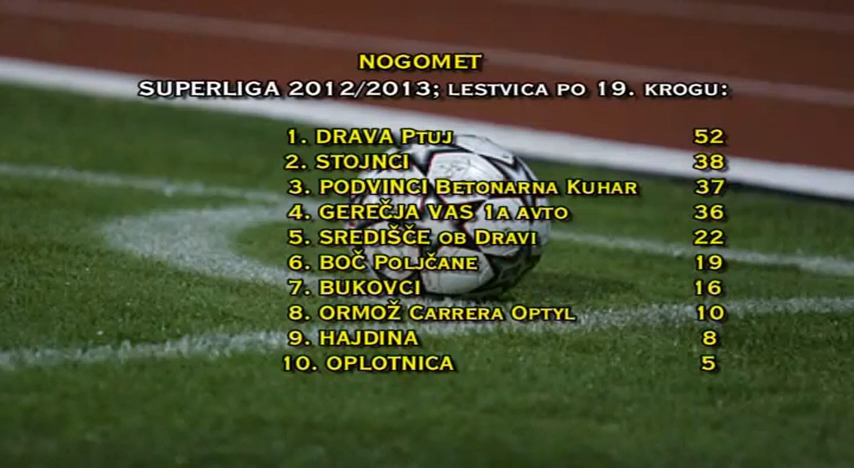 NOGOMET
SUPERLIGA 2012/2013; LESTVICA PO 19. KROGU:
1. DRAVA PTUJ 52
2. STOJNCI 38
3. PODVINCI BETONARNA KUHAR 37
4. GEREČJA VAS 1A AVTO 36
5. SREDIŠČE OB DRAVI 22
6. BOČ POLJČANE 19
7. BUKOVCI 16
8. ORMOŽ CARRERA OPTYL 10
9. HAJDINA 8
10. OPLOTNICA 5